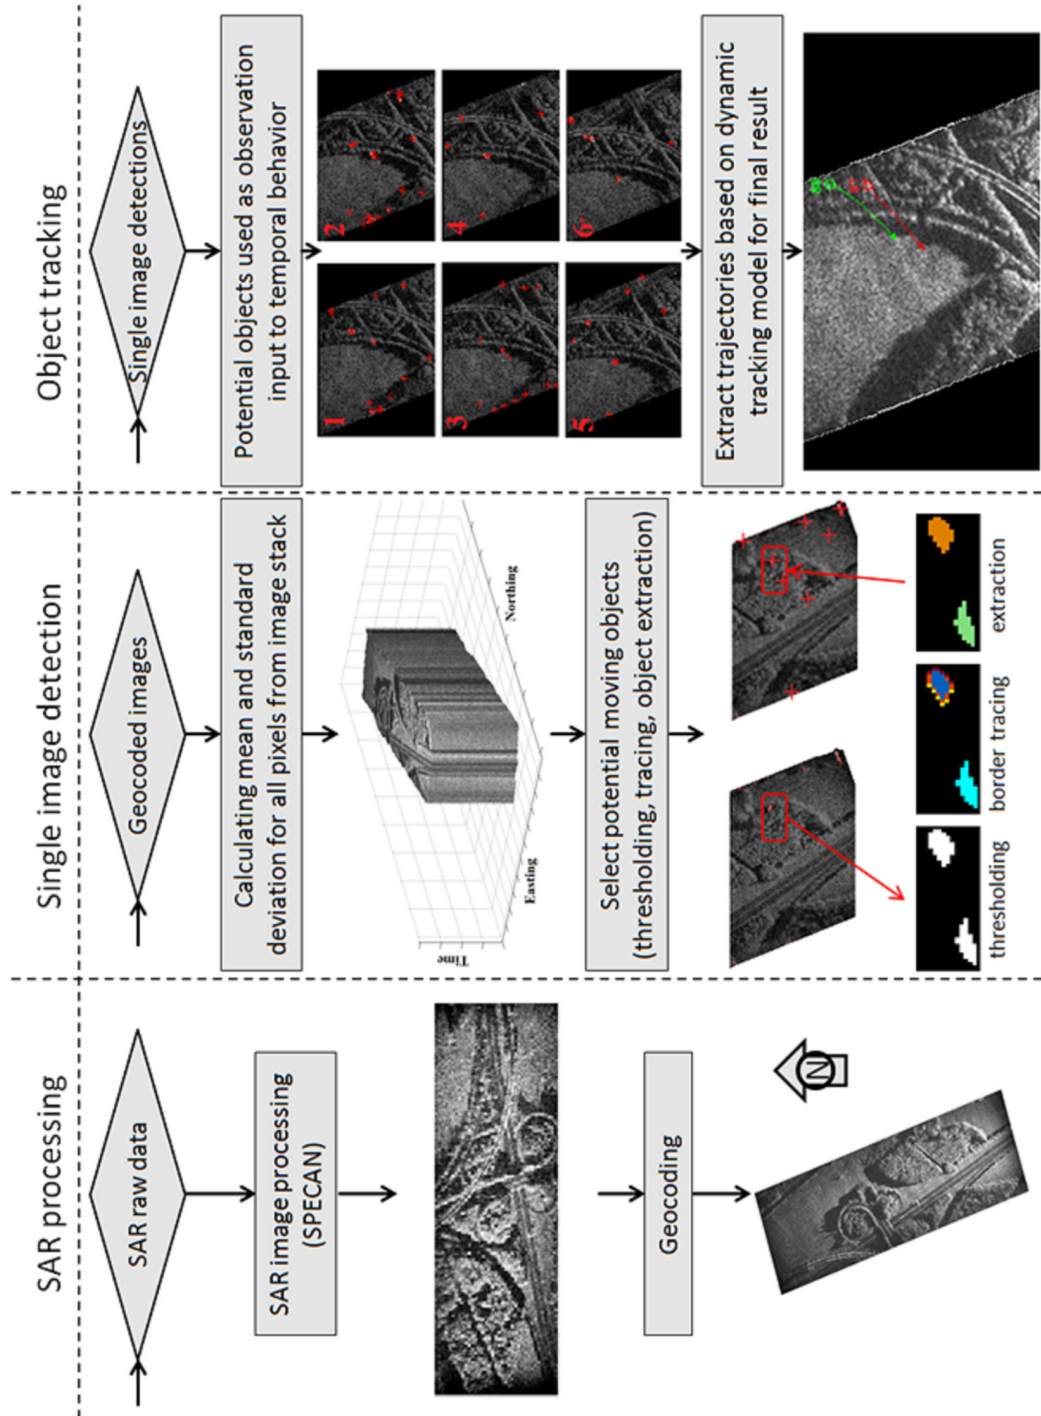 SAR processing
SAR raw data
SAR image processing
(SPECAN)
Geocoding
N
Single image detection
Geocoded images
Calculating mean and standard
deviation for all pixels from image stack
Time
Easting
Northing
Select potential moving objects
(thresholding, tracing, object extraction)
thresholding
border tracing
extraction
Object tracking
Single image detections
Potential objects used as observation
input to temporal behavior
1
2
3
4
5
6
Extract trajectories based on dynamic
tracking model for final result